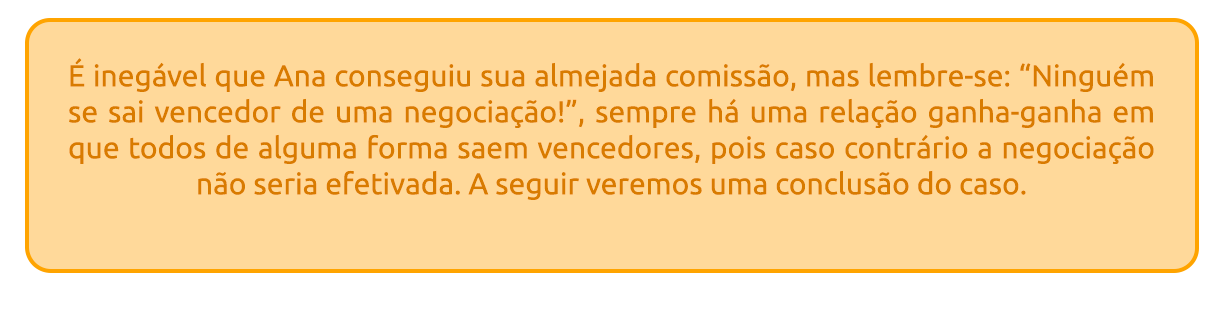 É inegável que Ana conseguiu sua almejada comissão, mas lembre-se: “Ninguém
se sai vencedor de uma negociação!”, sempre há uma relação ganha-ganha em
que todos de alguma forma saem vencedores, pois caso contrário a negociação
não seria efetivada. A seguir veremos uma conclusão do caso.